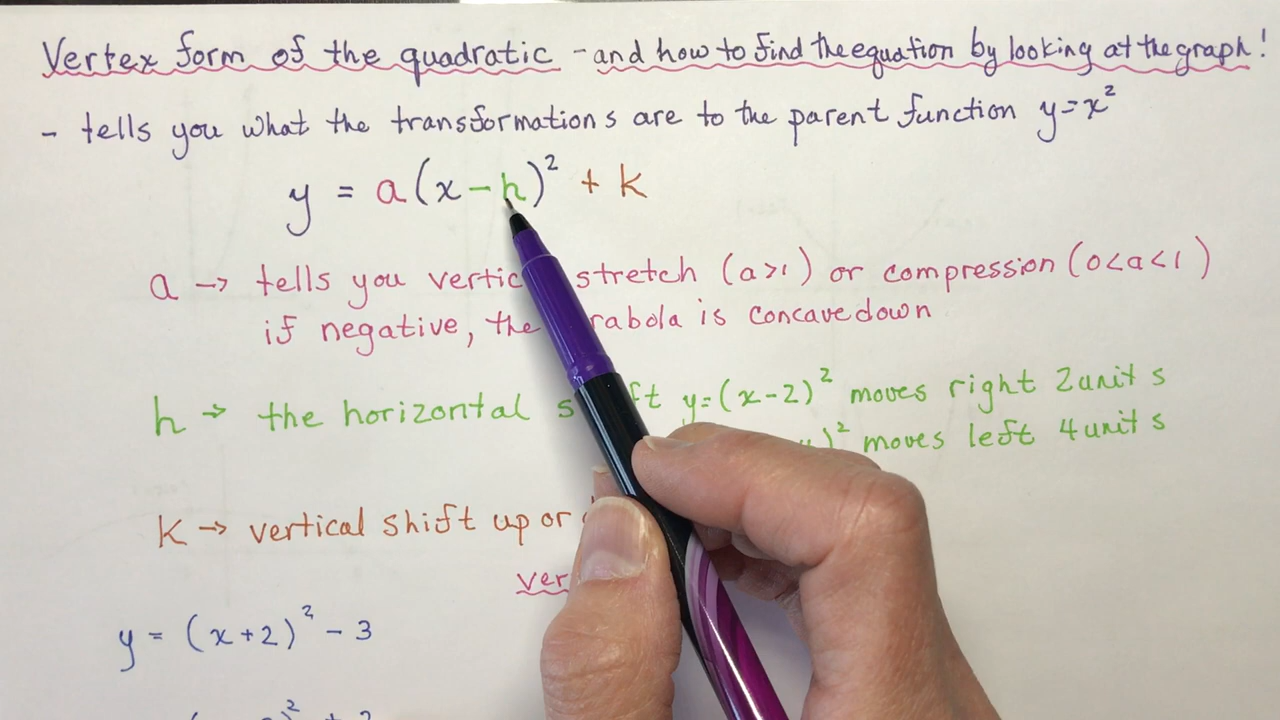 Vertex form of the quadratic - and how to find the equation by looking at the graph!
- tells you what the transformations are to the parent function y=x²
y = a(x-h)² + k
a → tells you vertic stretch (a>1) or compression (0<a<1)
if negative, the rabola is concave down
h → the horizontal s ft y=(x-2)² moves right 2 units
)² moves left 4 units
K → vertical shift up or
ver
y = (x+2)² - 3